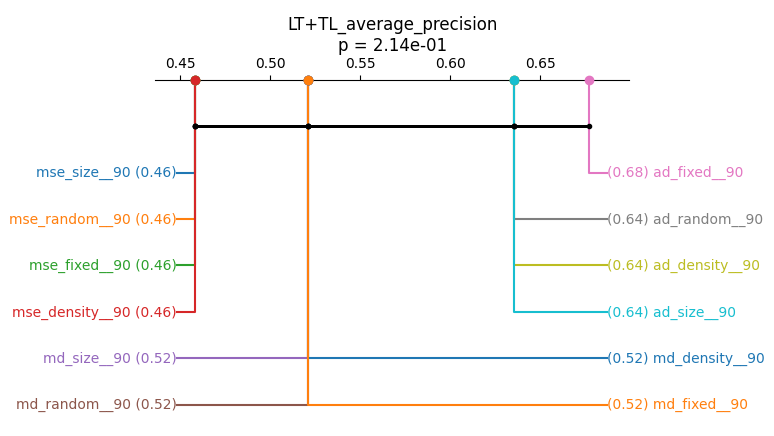 LT+TL_average_precision
p = 2.14e-01
0.45 0.50 0.55 0.60 0.65
mse_size__90 (0.46) (0.68) ad_fixed__90
mse_random__90 (0.46) (0.64) ad_random__90
mse_fixed__90 (0.46) (0.64) ad_density__90
mse_density__90 (0.46) (0.64) ad_size__90
md_size__90 (0.52) (0.52) md_density__90
md_random__90 (0.52) (0.52) md_fixed__90